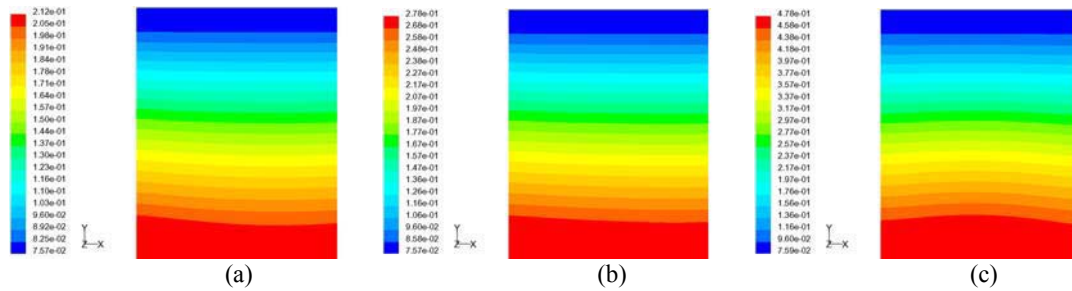 2.12e-01
2.05e-01
1.98e-01
1.91e-01
1.84e-01
1.78e-01
1.71e-01
1.64e-01
1.57e-01
1.50e-01
1.44e-01
1.37e-01
1.30e-01
1.23e-01
1.16e-01
1.10e-01
1.03e-01
9.60e-02
8.92e-02
8.25e-02
7.57e-02
Y
Z X
(a)
2.78e-01
2.68e-01
2.58e-01
2.48e-01
2.38e-01
2.27e-01
2.17e-01
2.07e-01
1.97e-01
1.87e-01
1.77e-01
1.67e-01
1.57e-01
1.47e-01
1.36e-01
1.26e-01
1.16e-01
1.06e-01
9.60e-02
8.58e-02
7.57e-02
Y
Z X
(b)
4.78e-01
4.58e-01
4.38e-01
4.18e-01
3.97e-01
3.77e-01
3.57e-01
3.37e-01
3.17e-01
2.97e-01
2.77e-01
2.57e-01
2.37e-01
2.17e-01
1.97e-01
1.76e-01
1.56e-01
1.36e-01
1.16e-01
9.60e-02
7.59e-02
Y
Z X
(c)